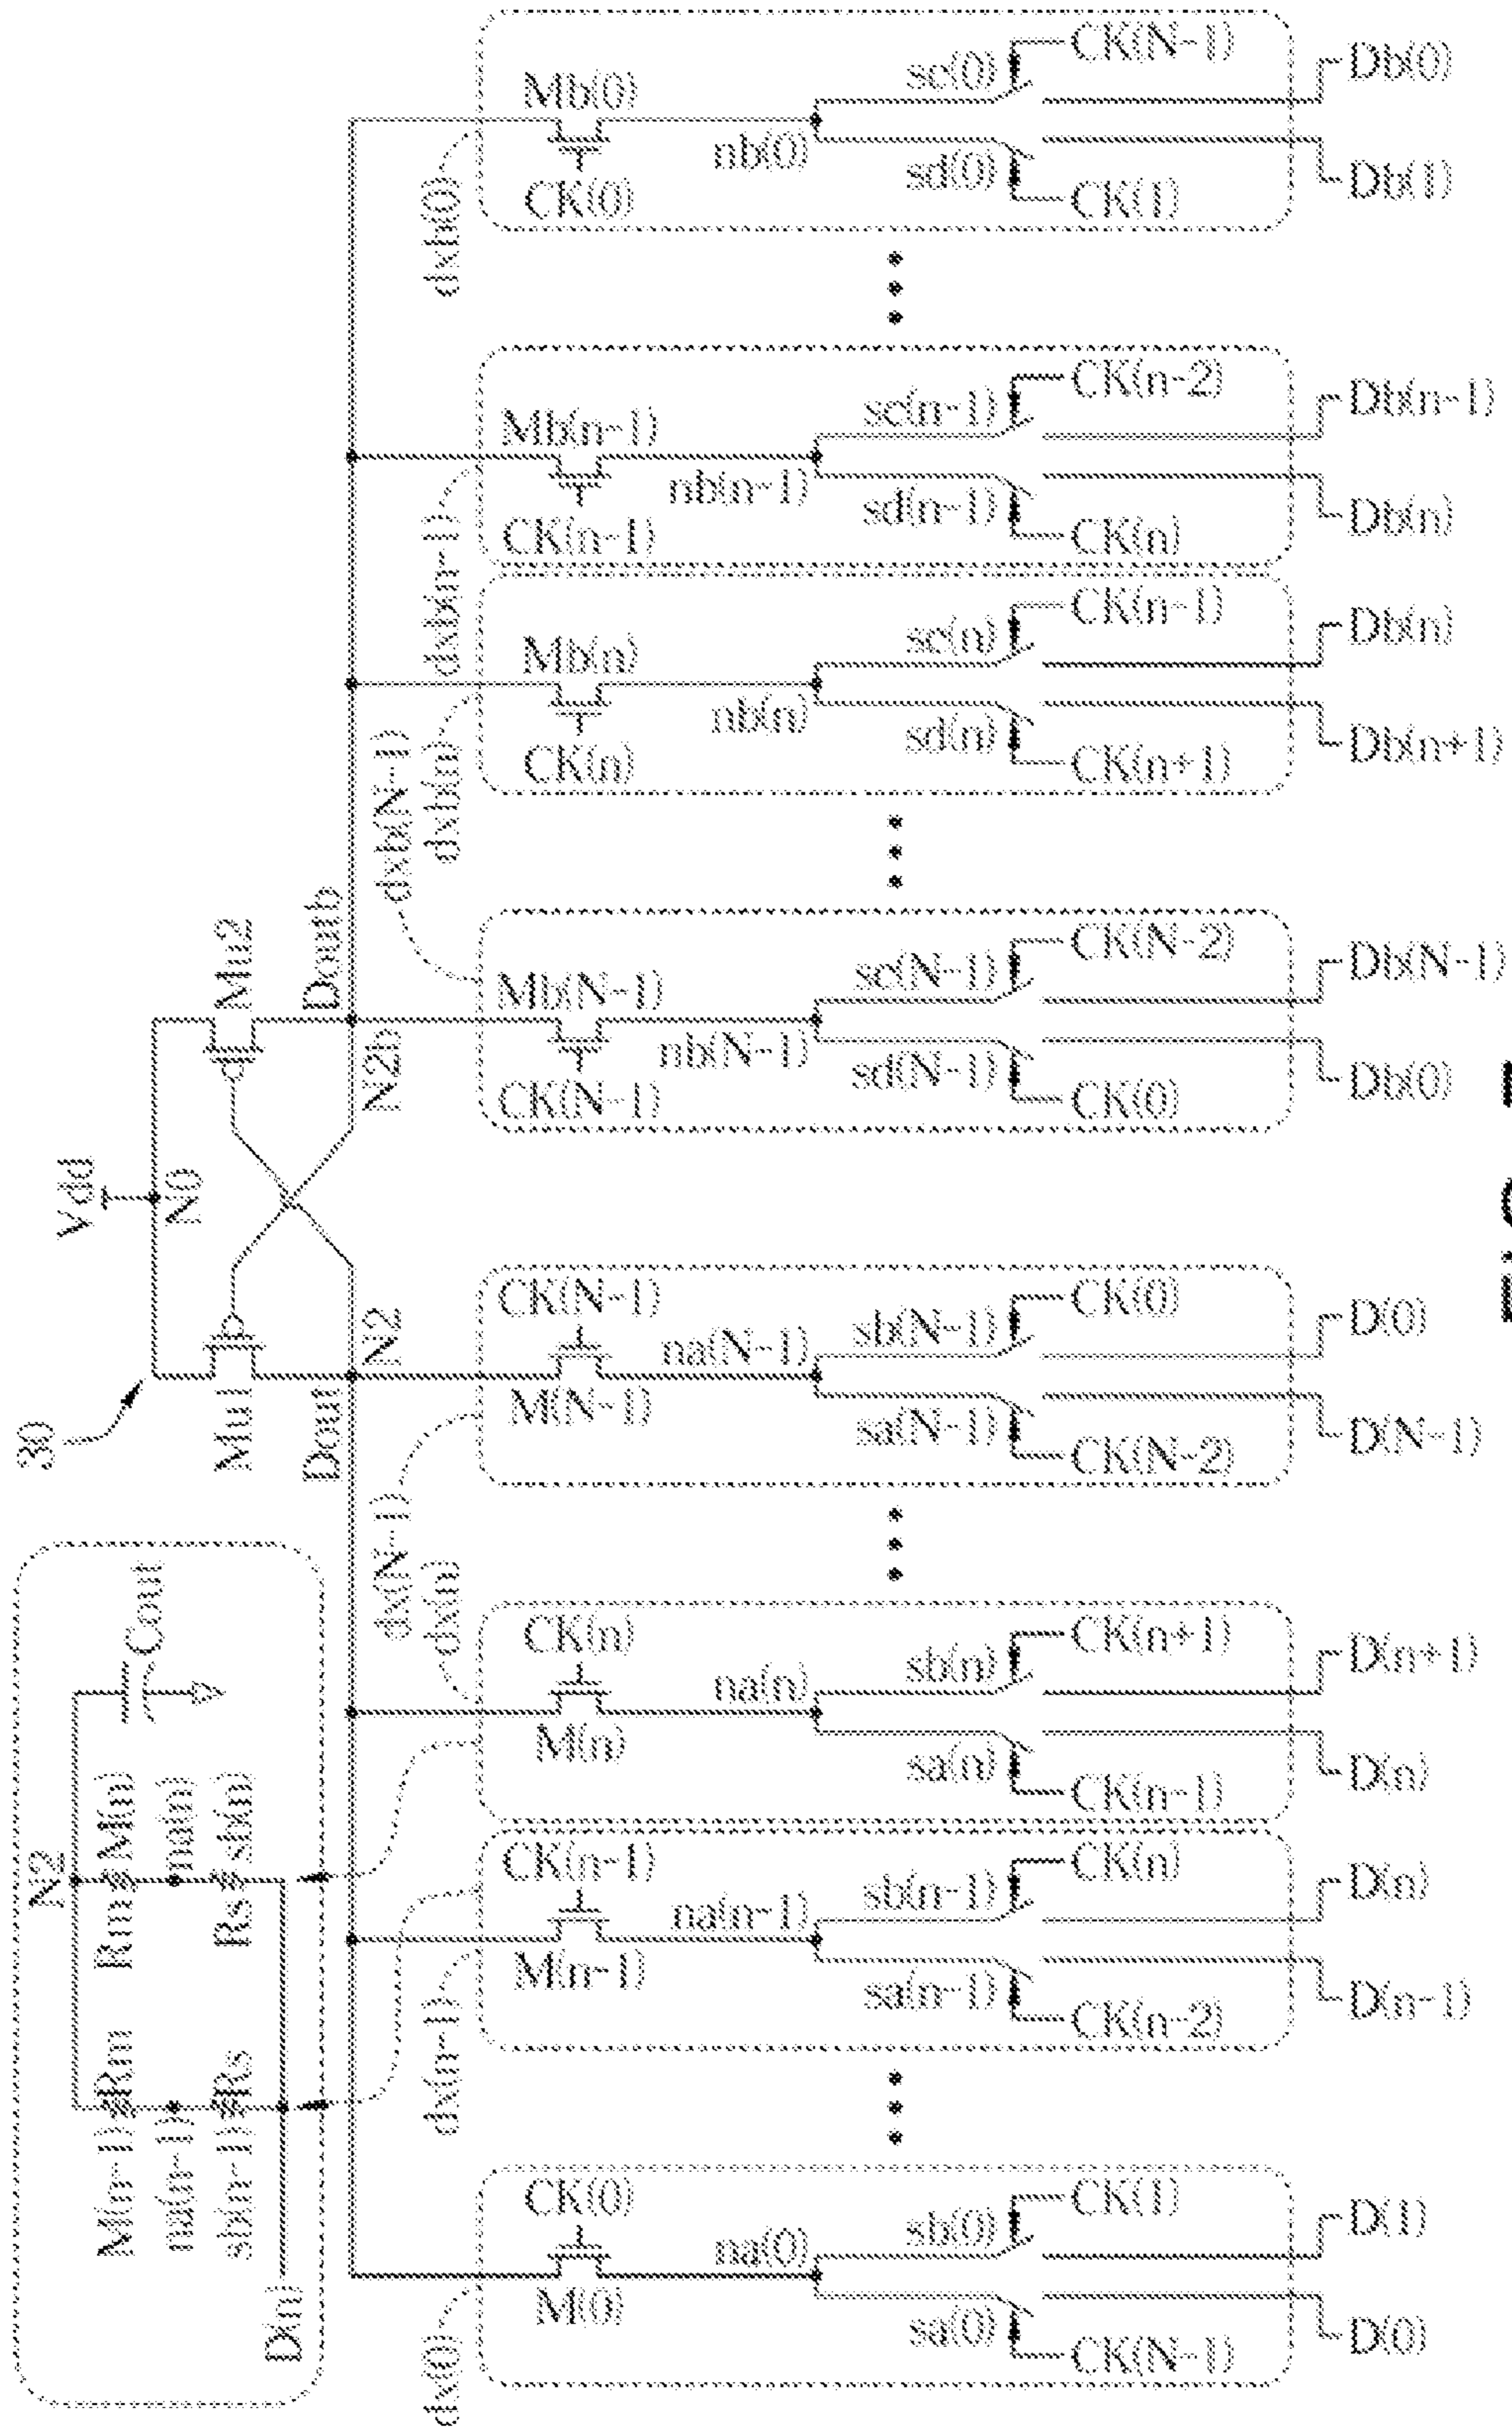 30
Vdd
N0
Mu1
Mu2
Dout
N2
Doutb
N2b
N2
M(n-1)
Rm
Rm
M(n)
Cout
na(n-1)
na(n)
sb(n-1)
Rs
Rs
sb(n)
D(n)
dx(0)
dx(n-1)
dx(n)
dx(N-1)
dxb(N-1)
dxb(n)
dxb(n-1)
dxb(0)
CK(0)
M(0)
na(0)
sa(0)
sb(0)
CK(N-1)
CK(1)
D(0)
D(1)
CK(n-1)
M(n-1)
na(n-1)
sa(n-1)
sb(n-1)
CK(n-2)
CK(n)
D(n-1)
D(n)
CK(n)
M(n)
na(n)
sa(n)
sb(n)
CK(n-1)
CK(n+1)
D(n)
D(n+1)
CK(N-1)
M(N-1)
na(N-1)
sa(N-1)
sb(N-1)
CK(N-2)
CK(0)
D(N-1)
D(0)
Mb(N-1)
CK(N-1)
nb(N-1)
sd(N-1)
sc(N-1)
CK(0)
CK(N-2)
Db(0)
Db(N-1)
Mb(n)
CK(n)
nb(n)
sd(n)
sc(n)
CK(n+1)
CK(n-1)
Db(n+1)
Db(n)
Mb(n-1)
CK(n-1)
nb(n-1)
sd(n-1)
sc(n-1)
CK(n)
CK(n-2)
Db(n)
Db(n-1)
Mb(0)
CK(0)
nb(0)
sd(0)
sc(0)
CK(1)
CK(N-1)
Db(1)
Db(0)